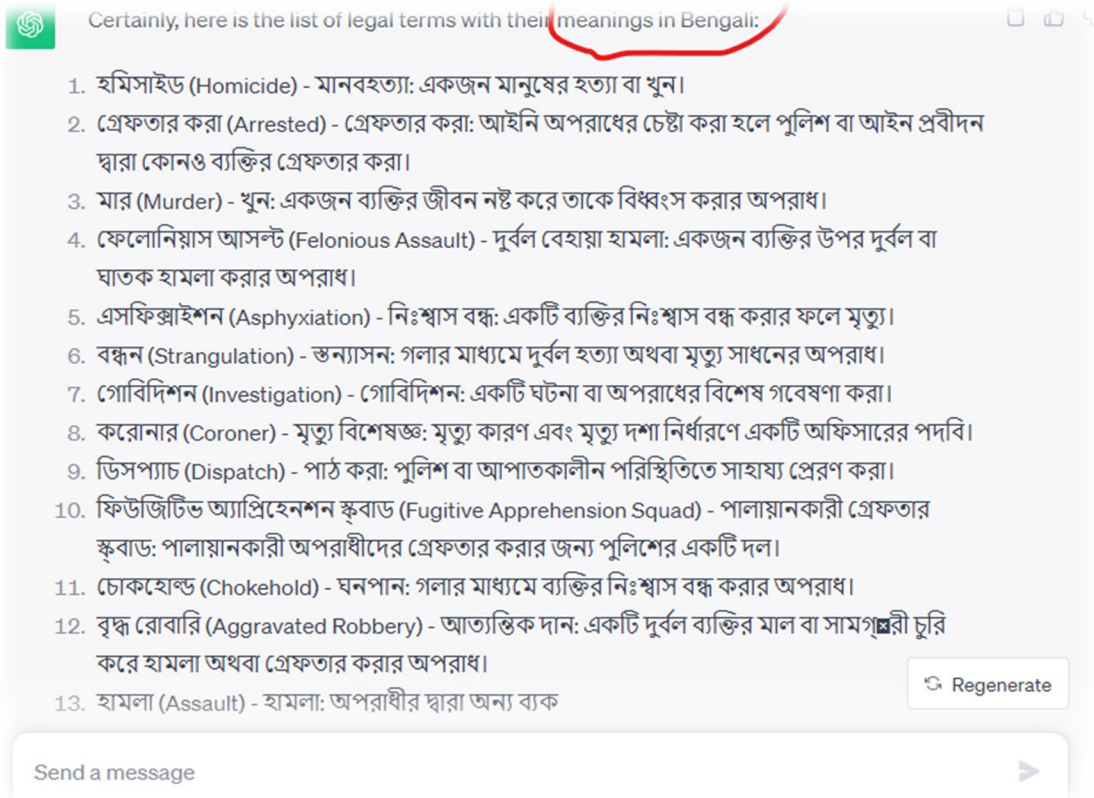 Certainly, here is the list of legal terms with their meanings in Bengali:
1. হমিসাইড (Homicide) - মানবহত্যা: একজন মানুষের হত্যা বা খুন।
2. গ্রেফতার করা (Arrested) - গ্রেফতার করা: আইনি অপরাধের চেষ্টা করা হলে পুলিশ বা আইন প্রবীদন
দ্বারা কোনও ব্যক্তির গ্রেফতার করা।
3. মার (Murder) - খুন: একজন ব্যক্তির জীবন নষ্ট করে তাকে বিধ্বংস করার অপরাধ।
4. ফেলোনিয়াস আসল্ট (Felonious Assault) - দুর্বল বেহায়া হামলা: একজন ব্যক্তির উপর দুর্বল বা
ঘাতক হামলা করার অপরাধ।
5. এসফিক্সাইশন (Asphyxiation) - নিঃশ্বাস বন্ধ: একটি ব্যক্তির নিঃশ্বাস বন্ধ করার ফলে মৃত্যু।
6. বন্ধন (Strangulation) - স্তন্যাসন: গলার মাধ্যমে দুর্বল হত্যা অথবা মৃত্যু সাধনের অপরাধ।
7. গোবিদিশন (Investigation) - গোবিদিশন: একটি ঘটনা বা অপরাধের বিশেষ গবেষণা করা।
8. করোনার (Coroner) - মৃত্যু বিশেষজ্ঞ: মৃত্যু কারণ এবং মৃত্যু দশা নির্ধারণে একটি অফিসারের পদবি।
9. ডিসপ্যাচ (Dispatch) - পাঠ করা: পুলিশ বা আপাতকালীন পরিস্থিতিতে সাহায্য প্রেরণ করা।
10. ফিউজিটিভ অ্যাপ্রিহেনশন স্কবাড (Fugitive Apprehension Squad) - পালায়ানকারী গ্রেফতার
স্কবাড: পালায়ানকারী অপরাধীদের গ্রেফতার করার জন্য পুলিশের একটি দল।
11. চোকহোল্ড (Chokehold) - ঘনপান: গলার মাধ্যমে ব্যক্তির নিঃশ্বাস বন্ধ করার অপরাধ।
12. বৃদ্ধ রোবারি (Aggravated Robbery) - আত্যন্তিক দান: একটি দুর্বল ব্যক্তির মাল বা চুরি
করে হামলা অথবা গ্রেফতার করার অপরাধ।
13. হামলা (Assault) - হামলা: অপরাধীর দ্বারা অন্য ব্যক
Regenerate
Send a message